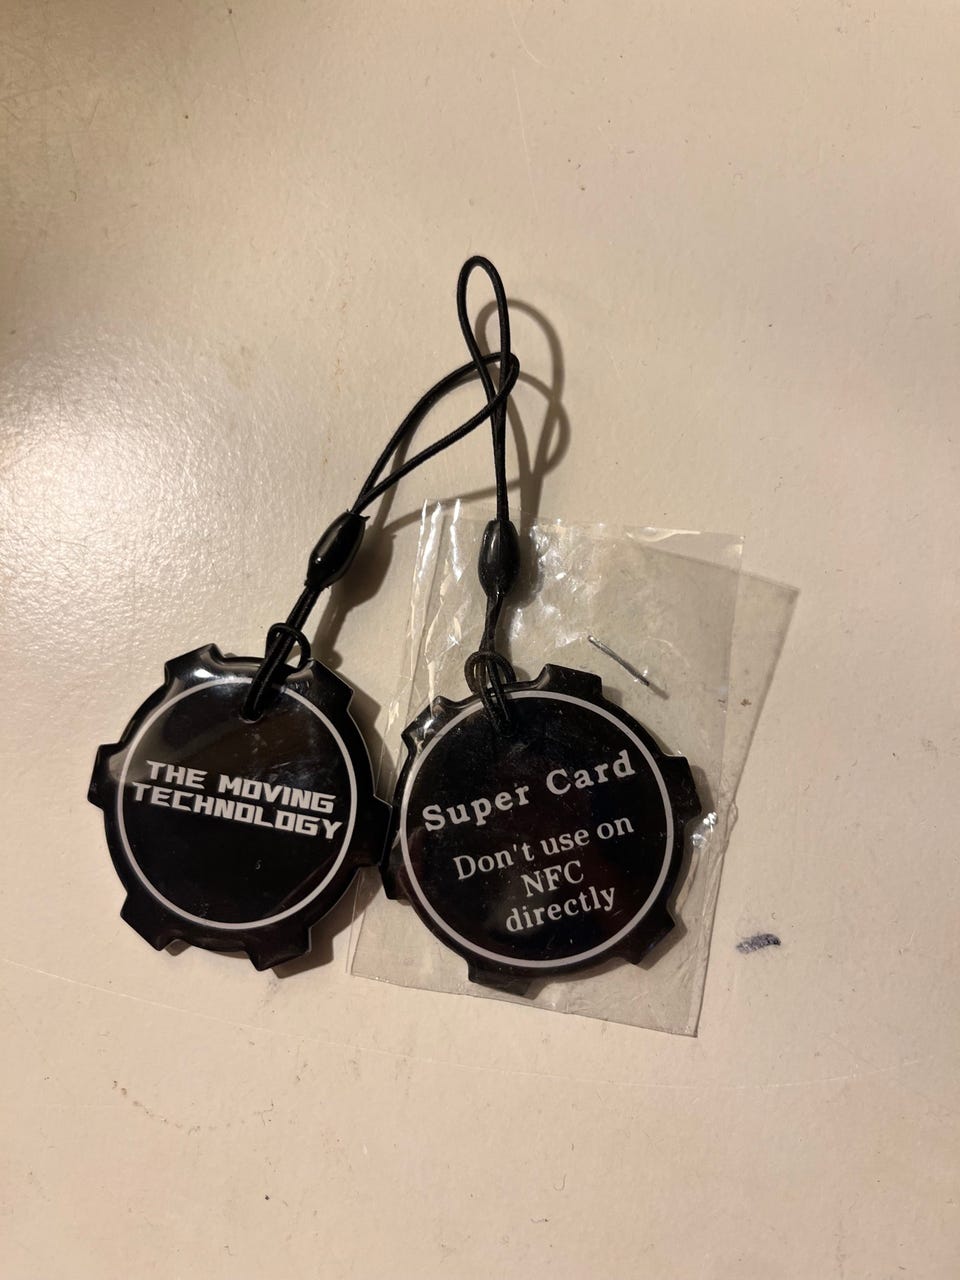 THE MOVING
TECHNOLOGY
Super Card
Don't use on
NFC
directly